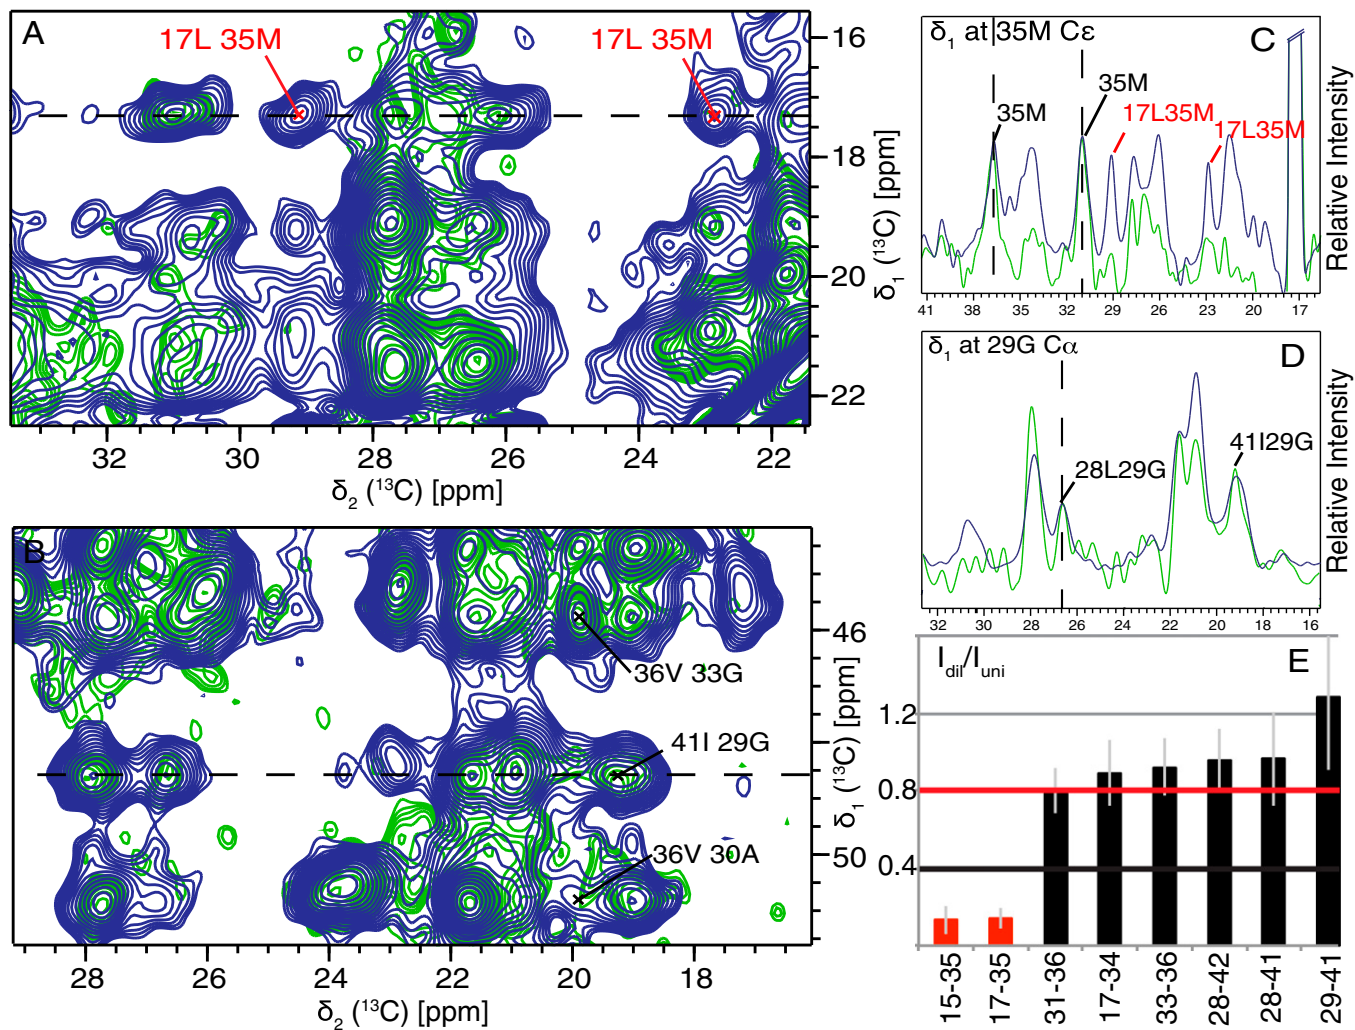 A
17L 35M
17L 35M
16
18
20
22
δ₁ (¹³C) [ppm]
32
30
28
26
24
22
δ₂ (¹³C) [ppm]
B
36V 33G
41I 29G
36V 30A
46
50
δ₁ (¹³C) [ppm]
28
26
24
22
20
18
δ₂ (¹³C) [ppm]
δ₁ at 35M Cε
C
35M
35M
17L35M
17L35M
Relative Intensity
41
38
35
32
29
26
23
20
17
δ₁ at 29G Cα
D
28L29G
41I29G
Relative Intensity
32
30
28
26
24
22
20
18
16
I_dil/I_uni
E
1.2
0.8
0.4
15-35
17-35
31-36
17-34
33-36
28-42
28-41
29-41